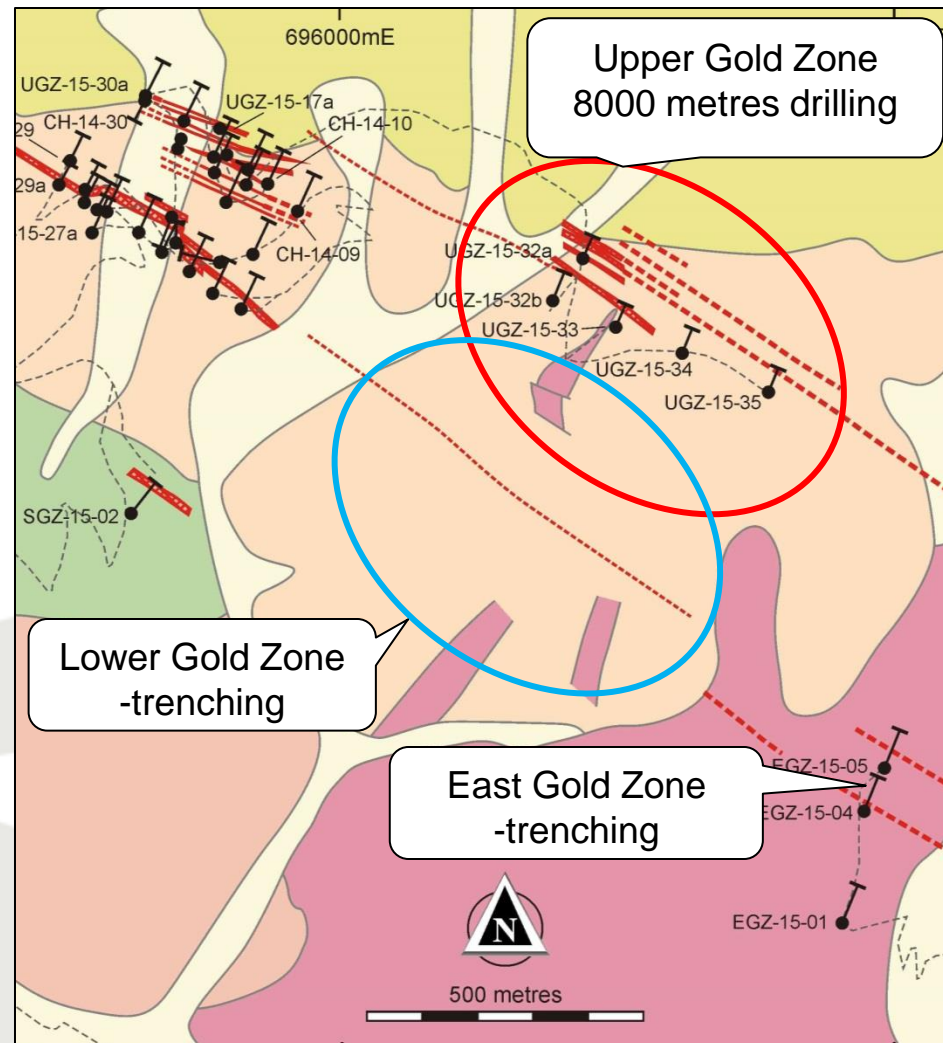 696000mE
Upper Gold Zone
8000 metres drilling
UGZ-15-30a
UGZ-15-17a
CH-14-30
CH-14-10
29
29a
15-27a
CH-14-09
UGZ-15-32a
UGZ-15-32b
UGZ-15-33
UGZ-15-34
UGZ-15-35
SGZ-15-02
Lower Gold Zone
-trenching
East Gold Zone
-trenching
EGZ-15-05
EGZ-15-04
EGZ-15-01
N
500 metres